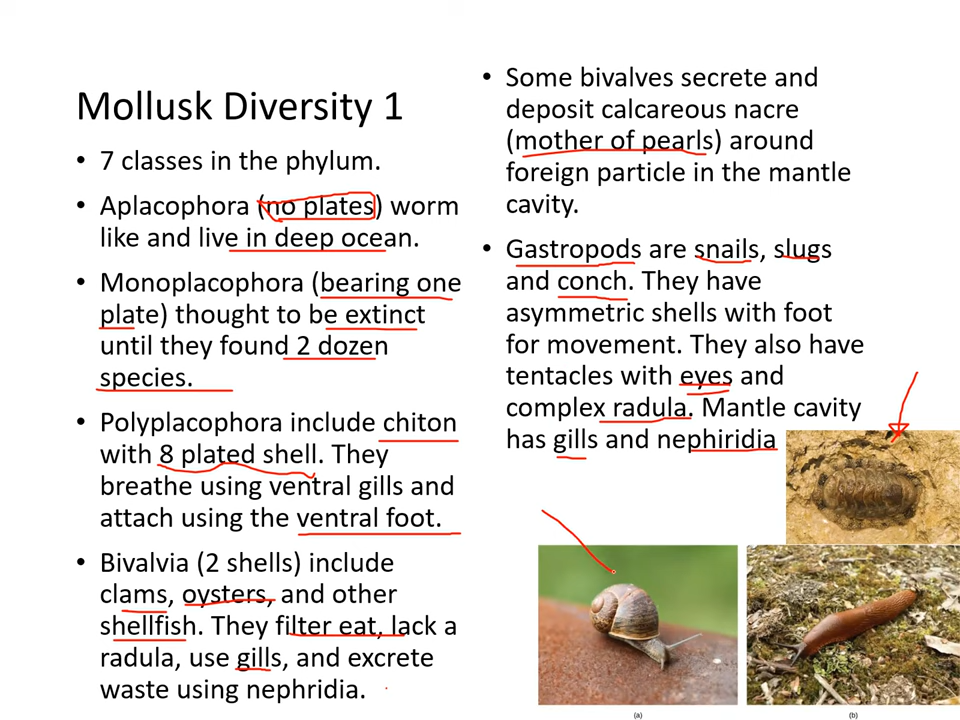 Mollusk Diversity 1
• 7 classes in the phylum.
• Aplacophora (no plates) worm
like and live in deep ocean.
• Monoplacophora (bearing one
plate) thought to be extinct
until they found 2 dozen
species.
• Polyplacophora include chiton
with 8 plated shell. They
breathe using ventral gills and
attach using the ventral foot.
• Bivalvia (2 shells) include
clams, oysters, and other
shellfish. They filter eat, lack a
radula, use gills, and excrete
waste using nephridia.
• Some bivalves secrete and
deposit calcareous nacre
(mother of pearls) around
foreign particle in the mantle
cavity.
• Gastropods are snails, slugs
and conch. They have
asymmetric shells with foot
for movement. They also have
tentacles with eyes and
complex radula. Mantle cavity
has gills and nephiridia
(a)
(b)